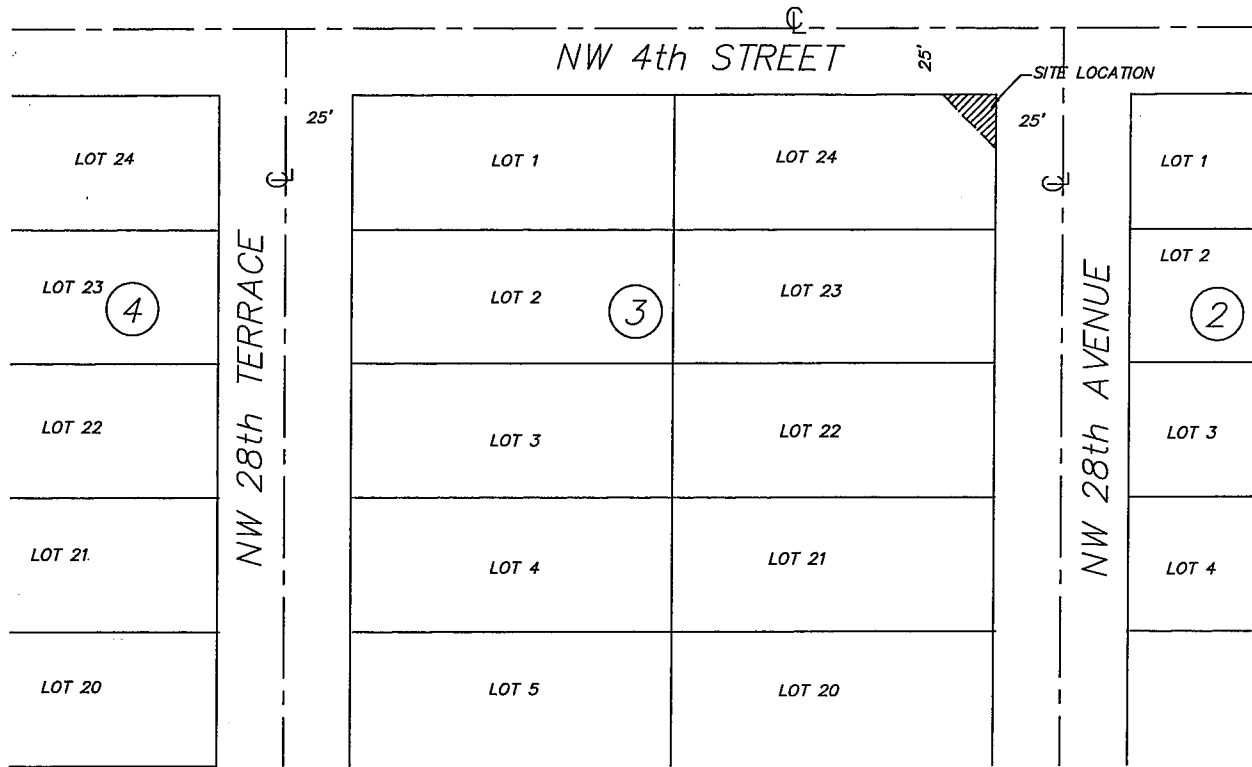 ℄
NW 4th STREET
25'
SITE LOCATION
25'
25'
LOT 24
LOT 1
LOT 24
LOT 1
℄
℄
LOT 23
4
LOT 2
3
LOT 23
LOT 2
2
NW 28th TERRACE
NW 28th AVENUE
LOT 22
LOT 3
LOT 22
LOT 3
LOT 21
LOT 4
LOT 21
LOT 4
LOT 20
LOT 5
LOT 20